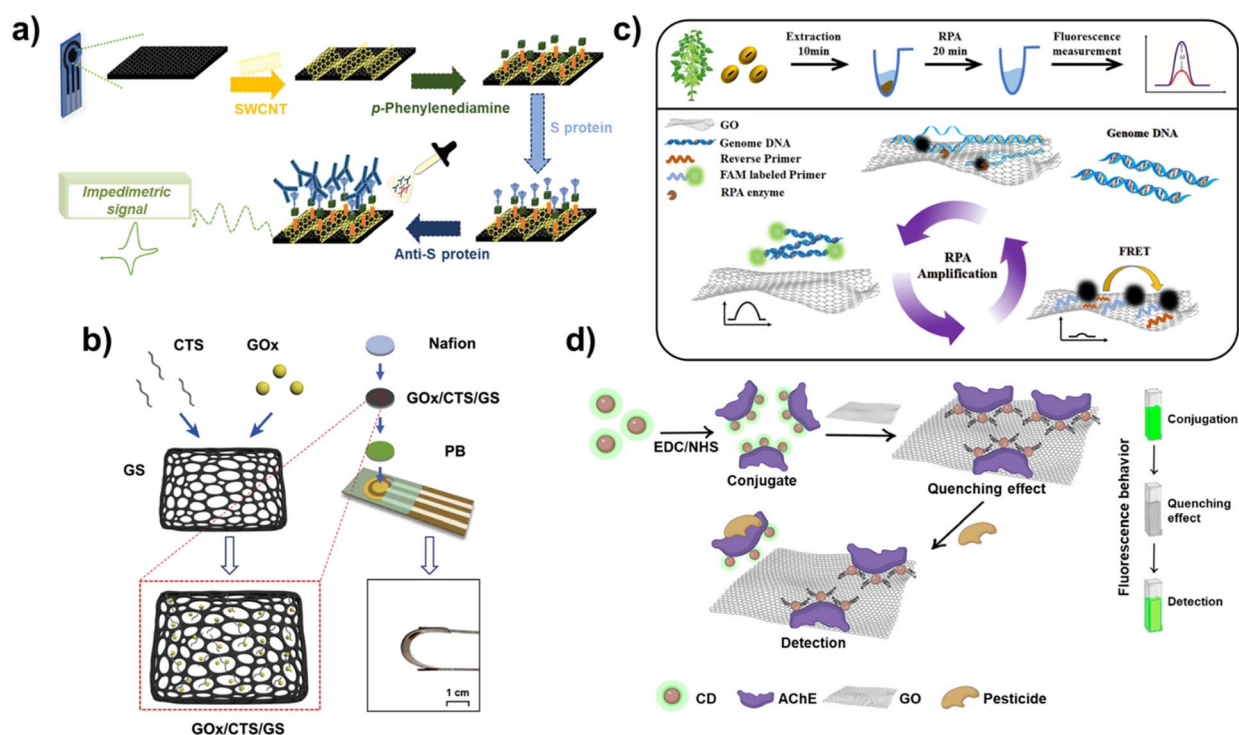 a)
SWCNT
p-Phenylenediamine
S protein
Anti-S protein
Impedimetric
signal
b)
CTS
GOx
GS
GOx/CTS/GS
Nafion
GOx/CTS/GS
PB
1 cm
c)
Extraction
10min
RPA
20 min
Fluorescence
measurement
GO
Genome DNA
Reverse Primer
FAM labeled Primer
RPA enzyme
Genome DNA
RPA
Amplification
FRET
d)
EDC/NHS
Conjugate
Quenching effect
Detection
Fluorescence behavior
Conjugation
Quenching
effect
Detection
CD
AChE
GO
Pesticide